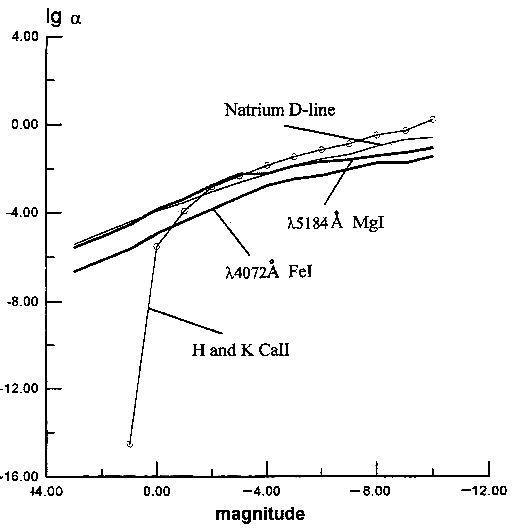 lg α
4.00
0.00
-4.00
-8.00
-12.00
-16.00
Natrium D-line
λ5184Å MgI
λ4072Å FeI
H and K CaII
4.00
0.00
-4.00
-8.00
-12.00
magnitude